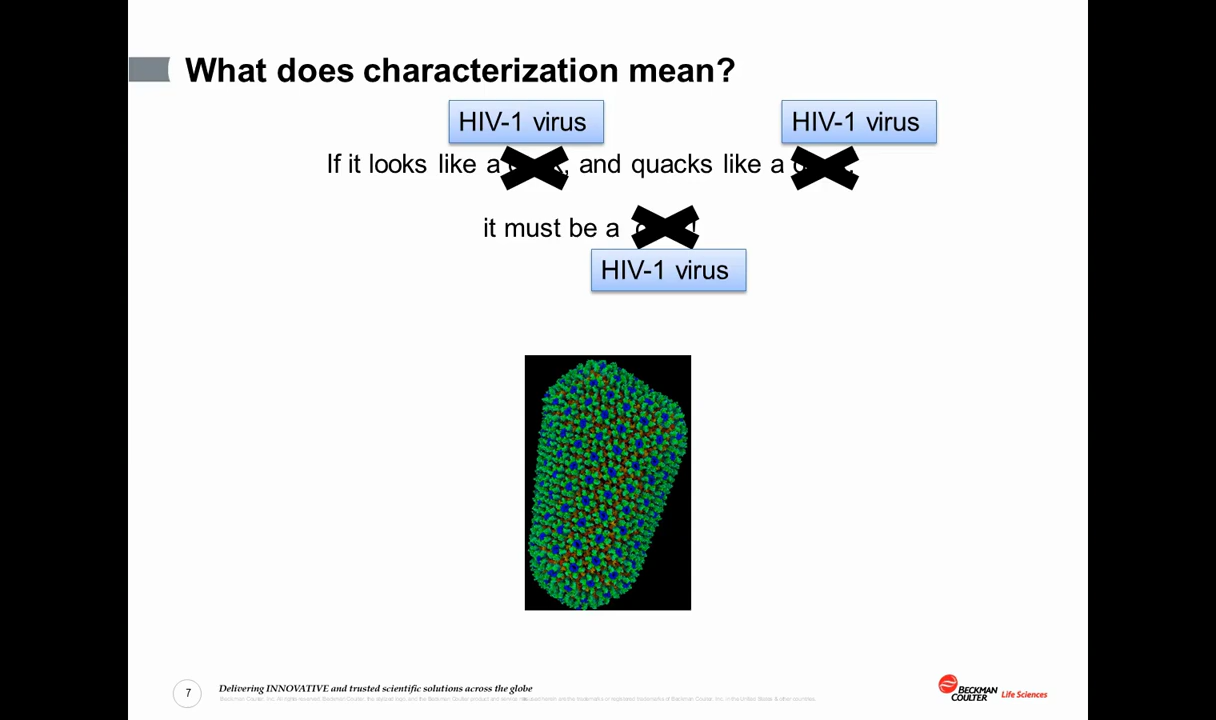 What does characterization mean?
HIV-1 virus HIV-1 virus
If it looks like a and quacks like a
it must be a
HIV-1 virus
7 Delivering INNOVATIVE and trusted scientific solutions across the globe
BECKMAN
COULTER Life Sciences